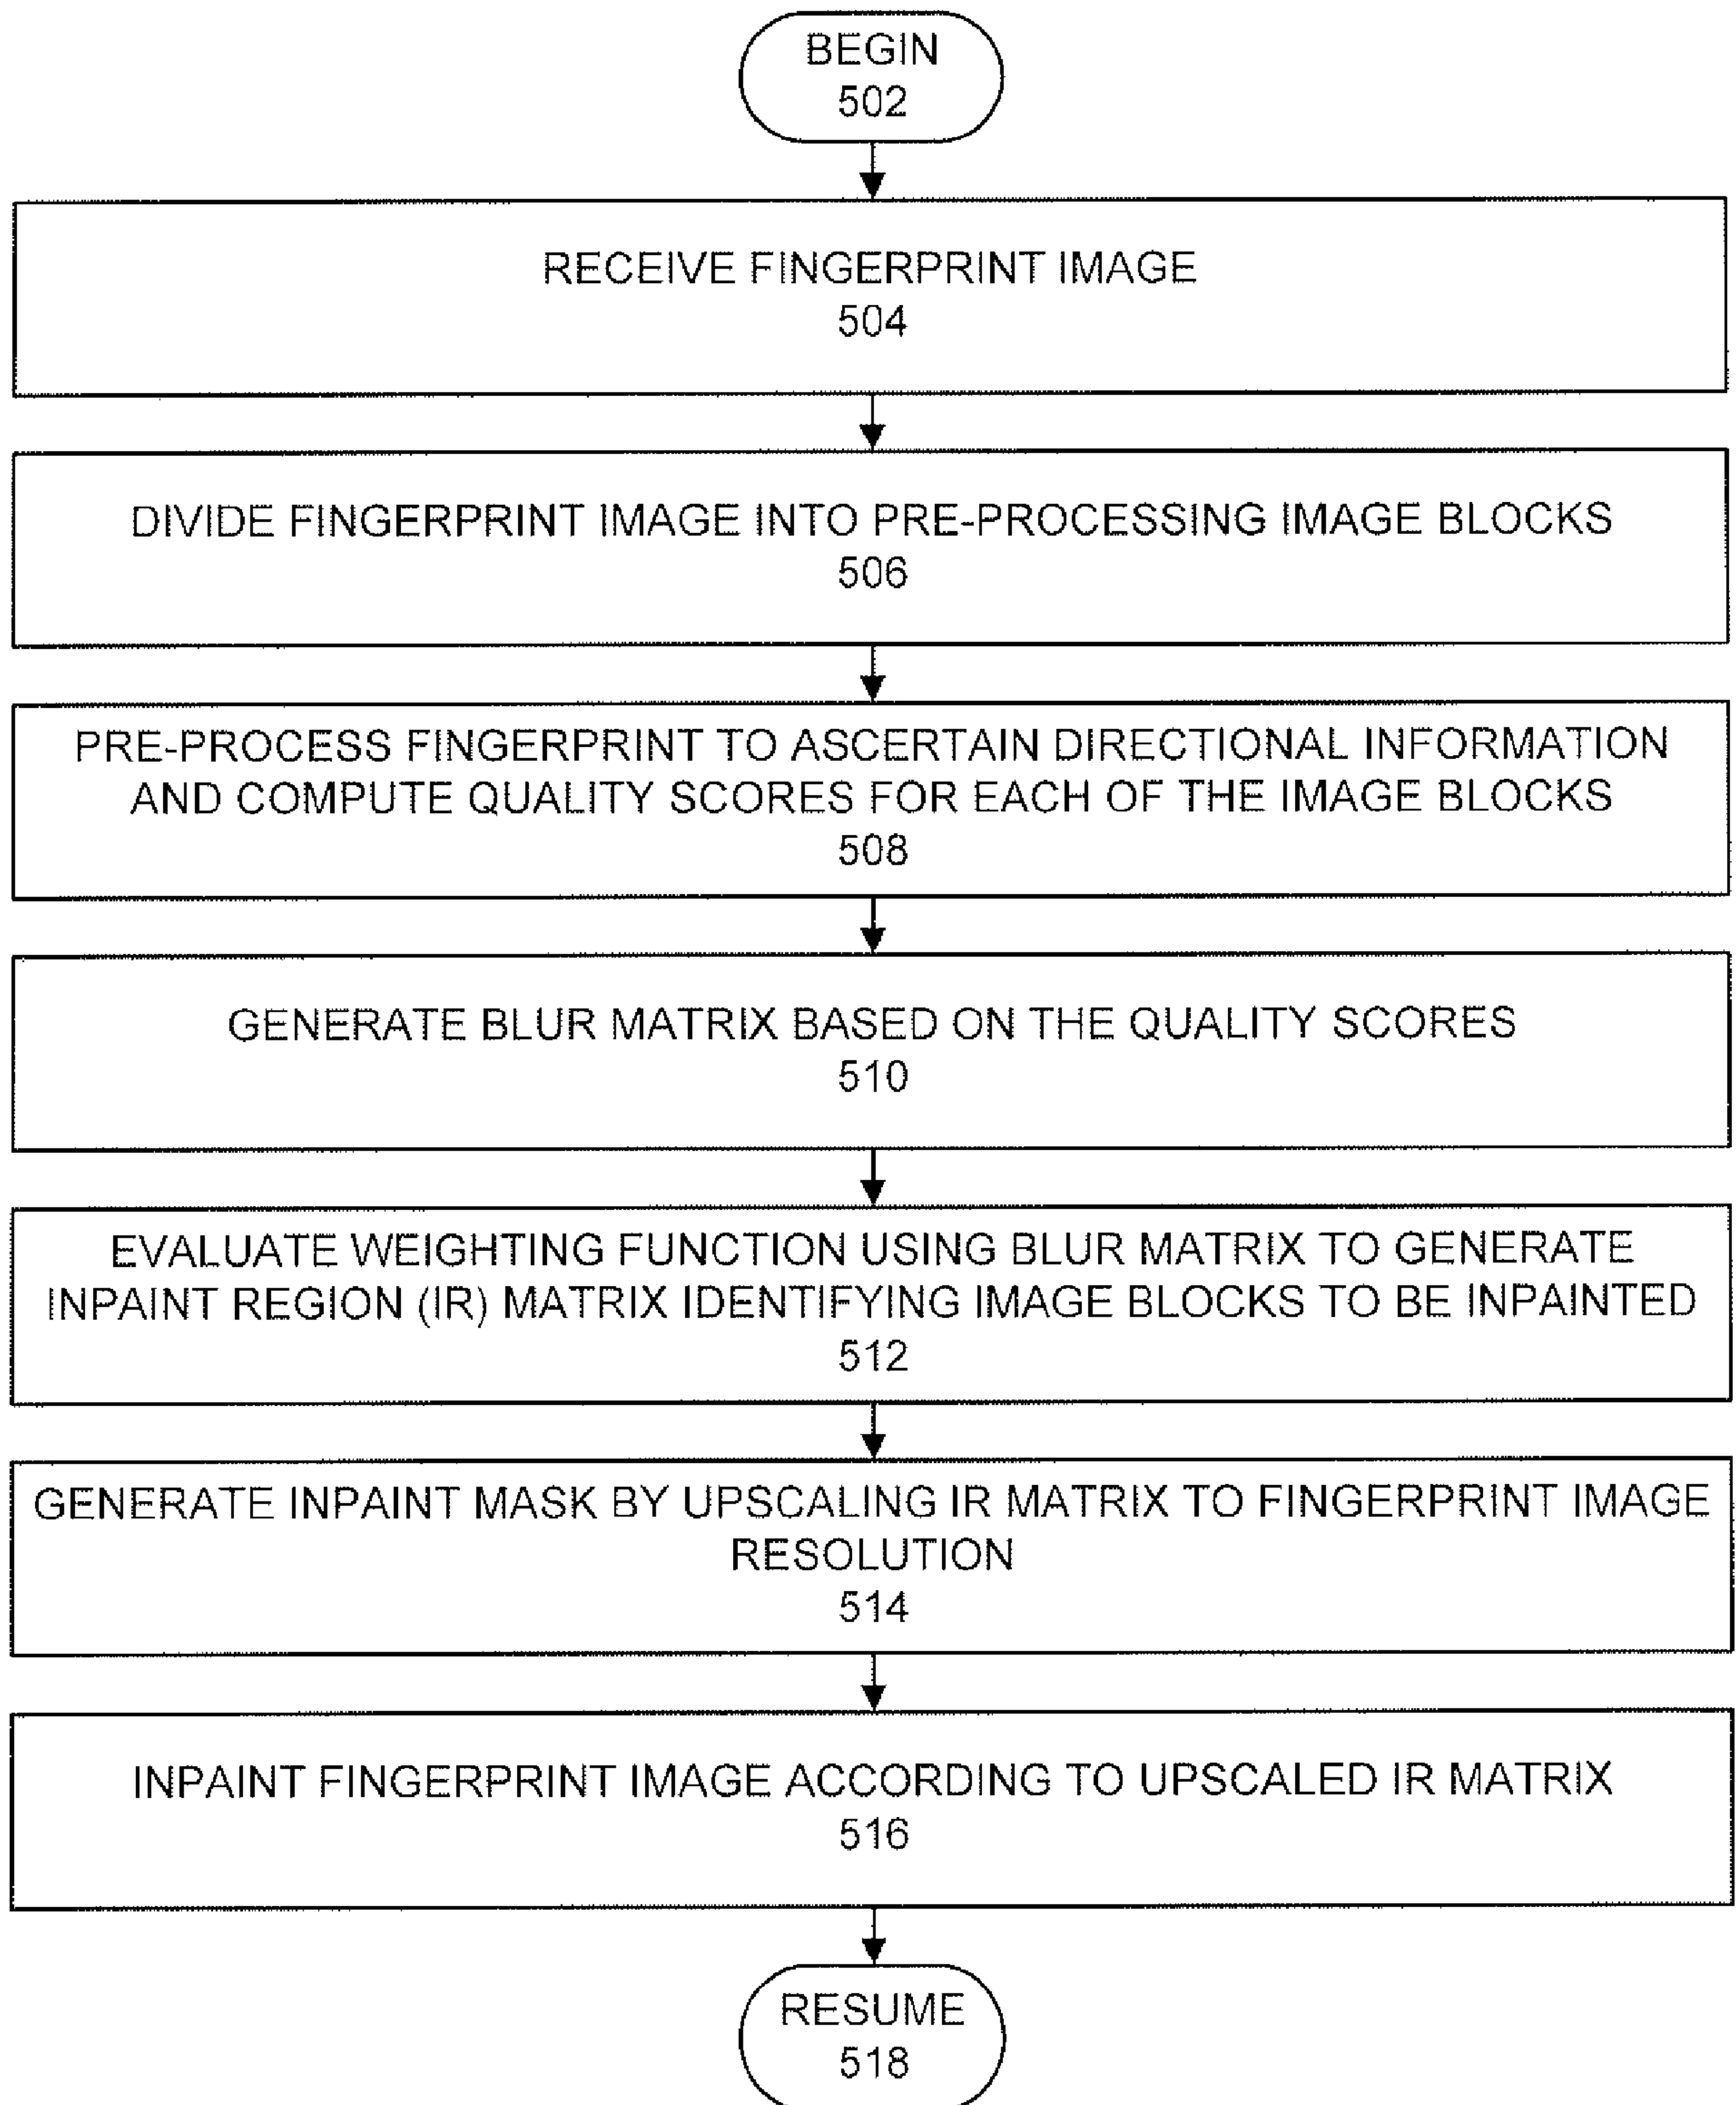 BEGIN
502
RECEIVE FINGERPRINT IMAGE
504
DIVIDE FINGERPRINT IMAGE INTO PRE-PROCESSING IMAGE BLOCKS
506
PRE-PROCESS FINGERPRINT TO ASCERTAIN DIRECTIONAL INFORMATION
AND COMPUTE QUALITY SCORES FOR EACH OF THE IMAGE BLOCKS
508
GENERATE BLUR MATRIX BASED ON THE QUALITY SCORES
510
EVALUATE WEIGHTING FUNCTION USING BLUR MATRIX TO GENERATE
INPAINT REGION (IR) MATRIX IDENTIFYING IMAGE BLOCKS TO BE INPAINTED
512
GENERATE INPAINT MASK BY UPSCALING IR MATRIX TO FINGERPRINT IMAGE
RESOLUTION
514
INPAINT FINGERPRINT IMAGE ACCORDING TO UPSCALED IR MATRIX
516
RESUME
518